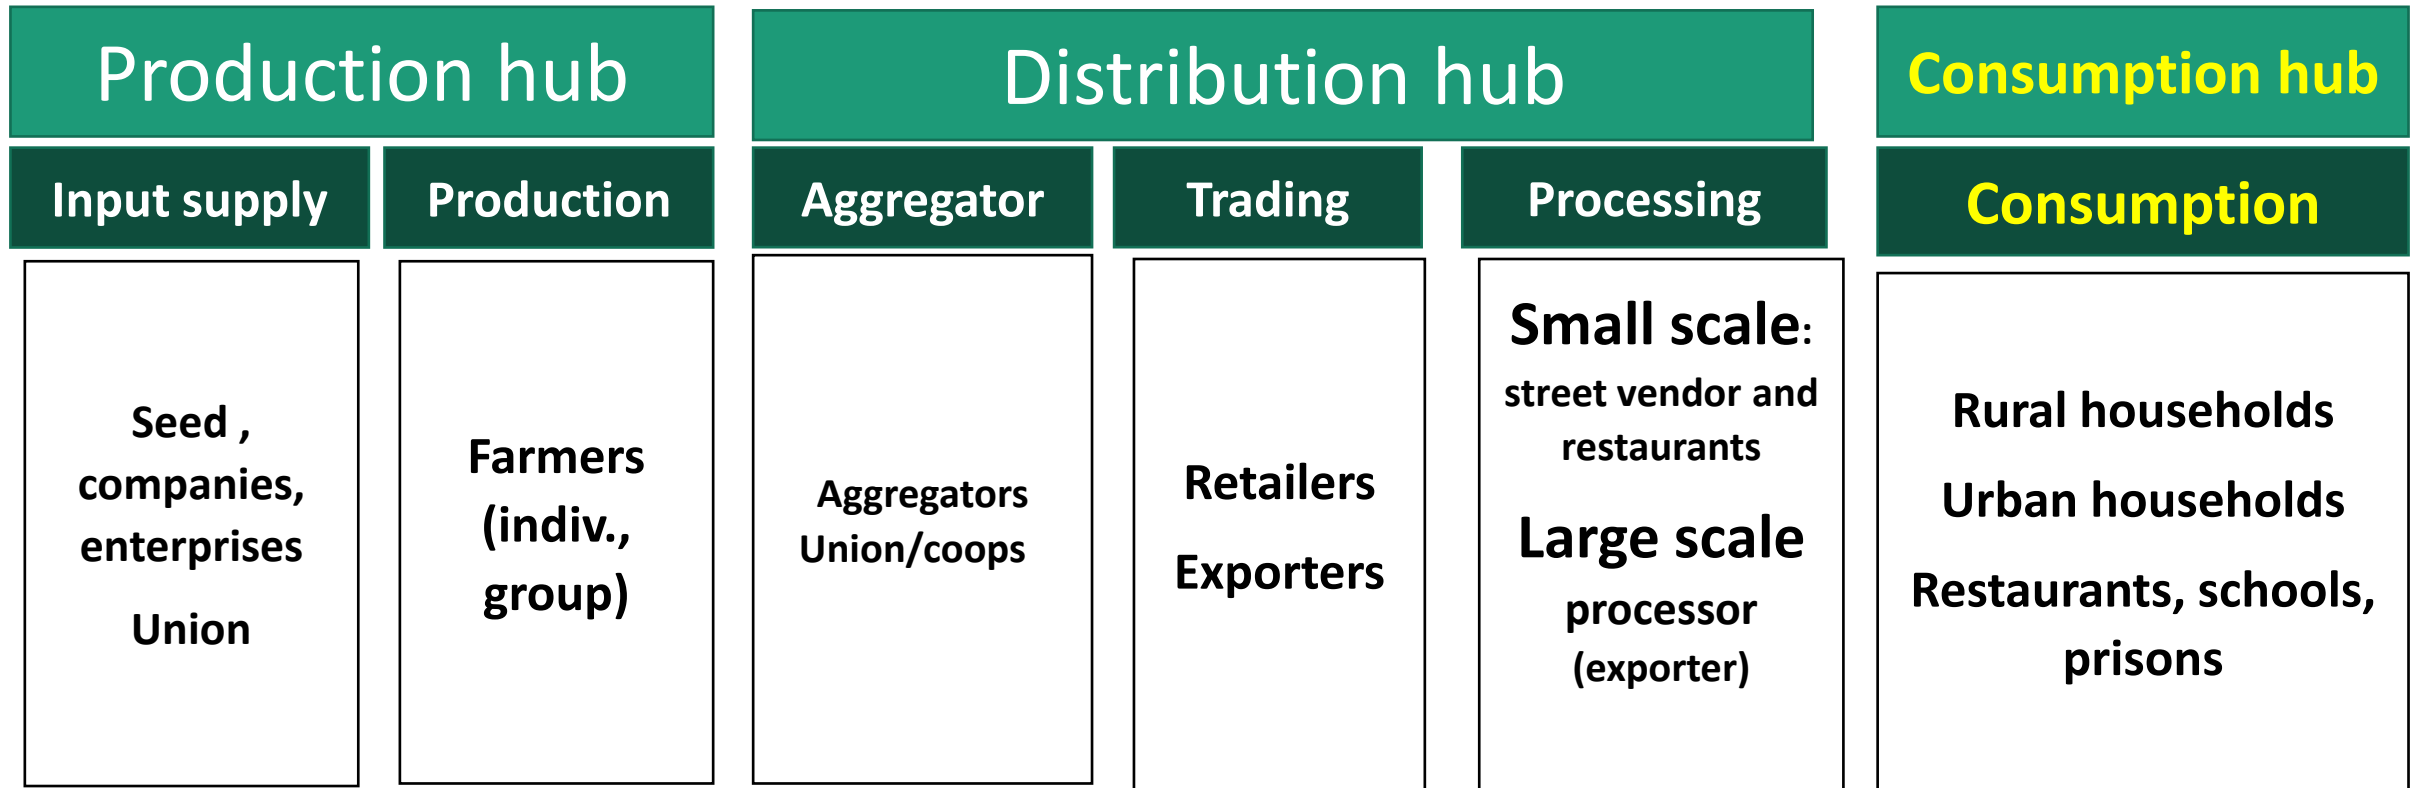 Production hub
Distribution hub
Consumption hub
Input supply
Production
Aggregator
Trading
Processing
Consumption
Seed ,
companies,
enterprises
Union
Farmers
(indiv.,
group)
Aggregators
Union/coops
Retailers
Exporters
Small scale:
street vendor and
restaurants
Large scale
processor
(exporter)
Rural households
Urban households
Restaurants, schools,
prisons